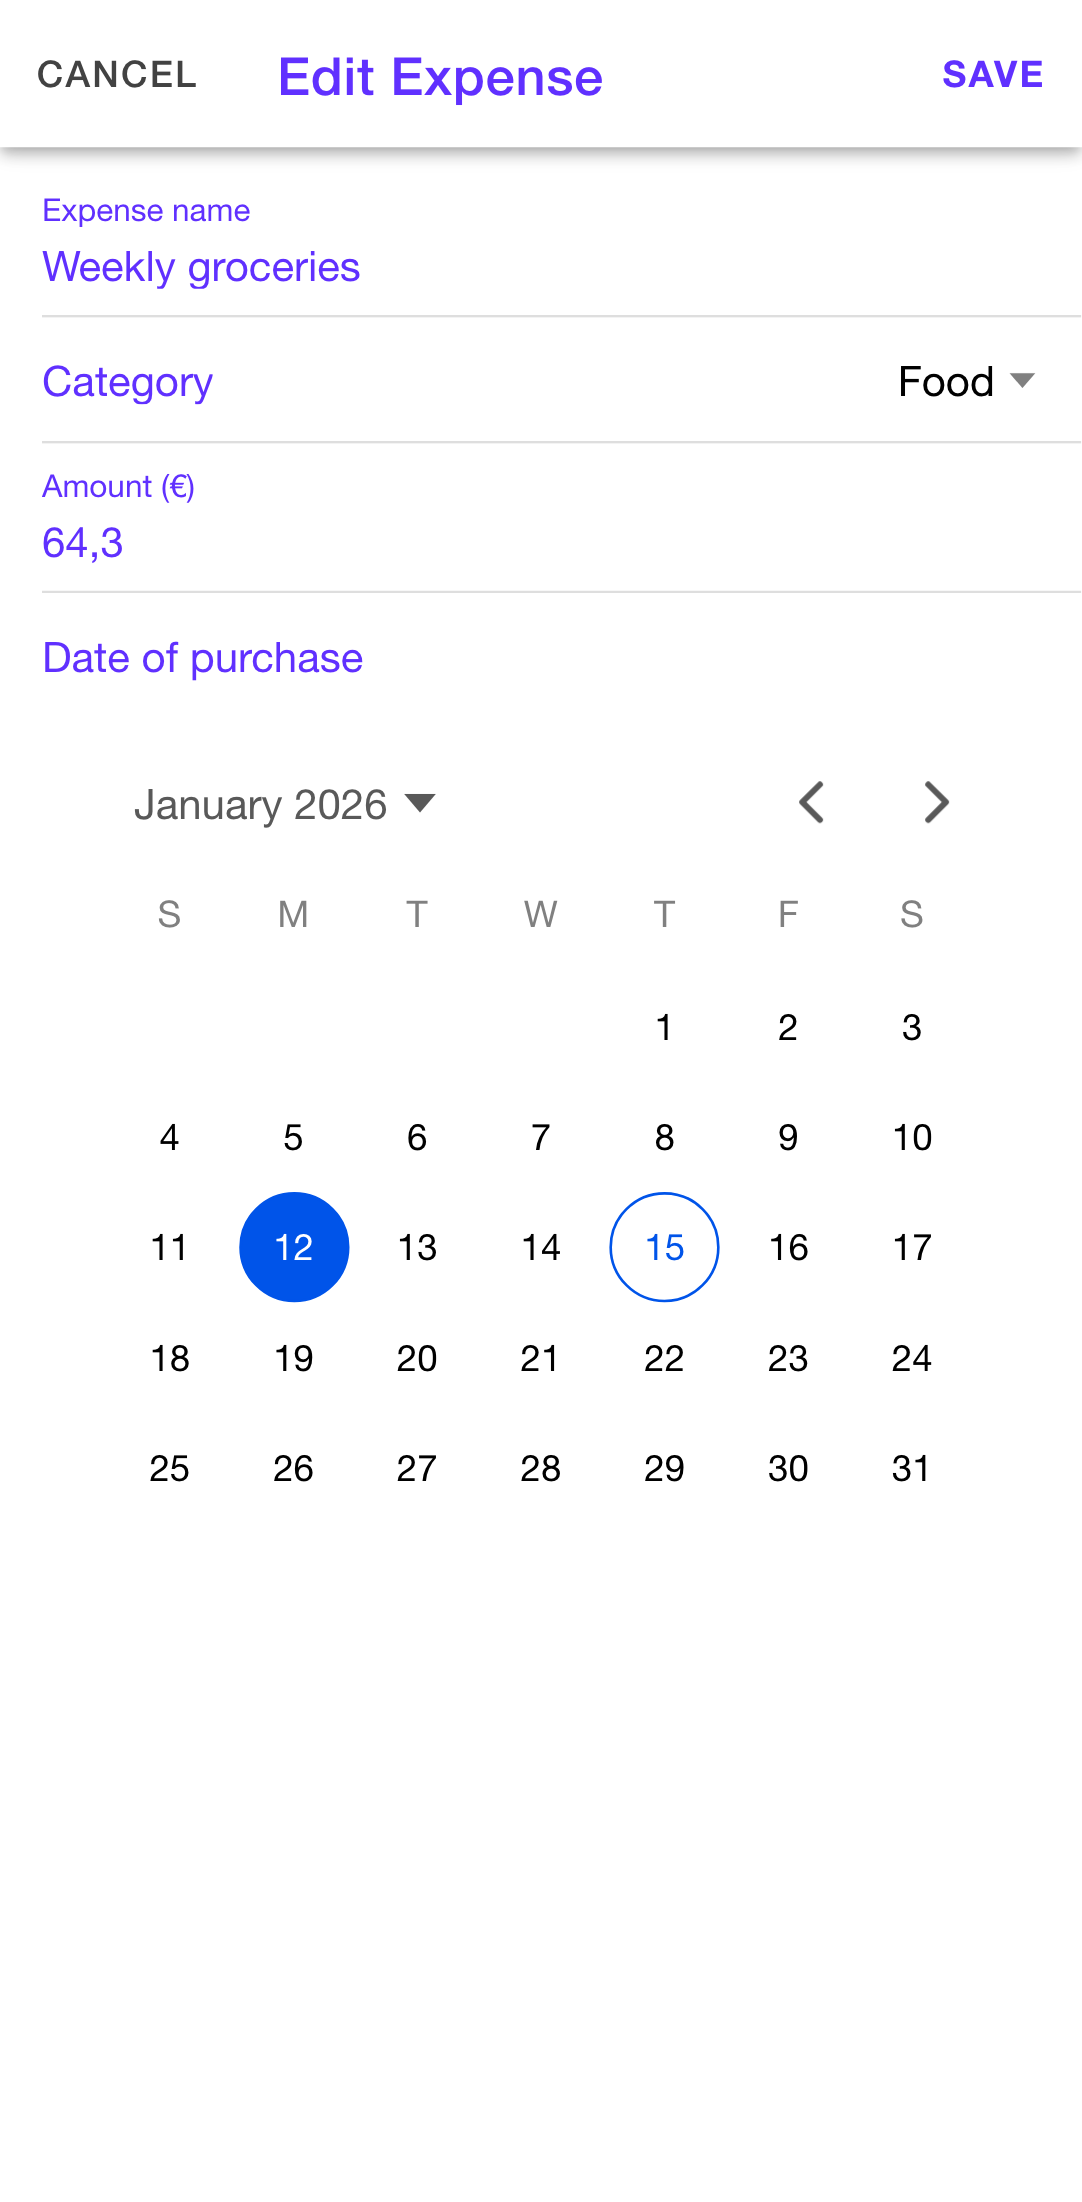 CANCEL Edit Expense SAVE
Expense name
Weekly groceries
Category Food
Amount (€)
64,3
Date of purchase
January 2026
S M T W T F S
1 2 3
4 5 6 7 8 9 10
11 12 13 14 15 16 17
18 19 20 21 22 23 24
25 26 27 28 29 30 31